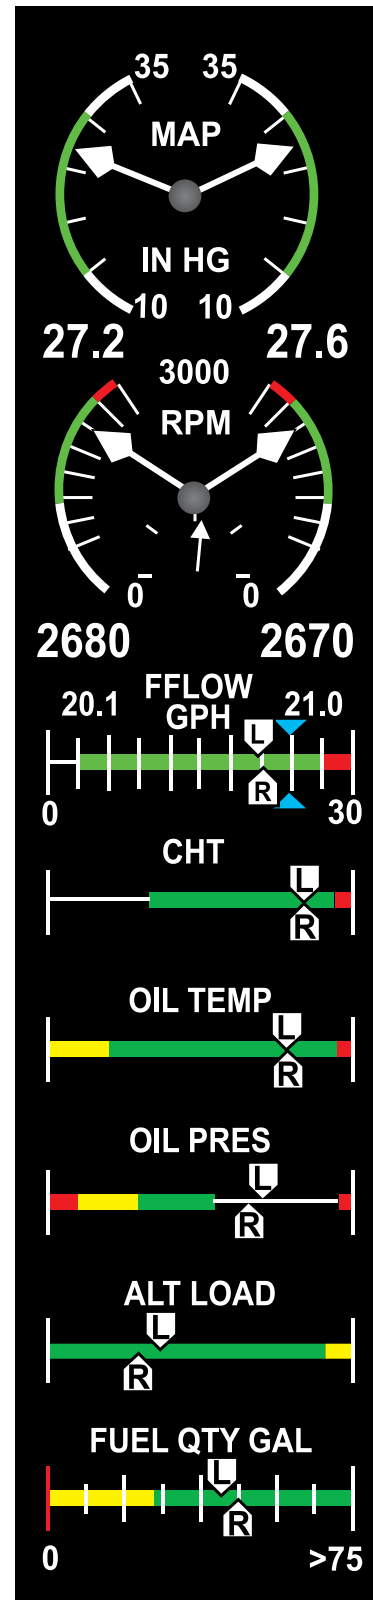 35 35
MAP
IN HG
10 10
27.2 27.6
3000
RPM
0 0
2680 2670
FFLOW
20.1 GPH 21.0
L
R
0 30
CHT
L
R
OIL TEMP
L
R
OIL PRES
L
R
ALT LOAD
L
R
FUEL QTY GAL
L
R
0 >75